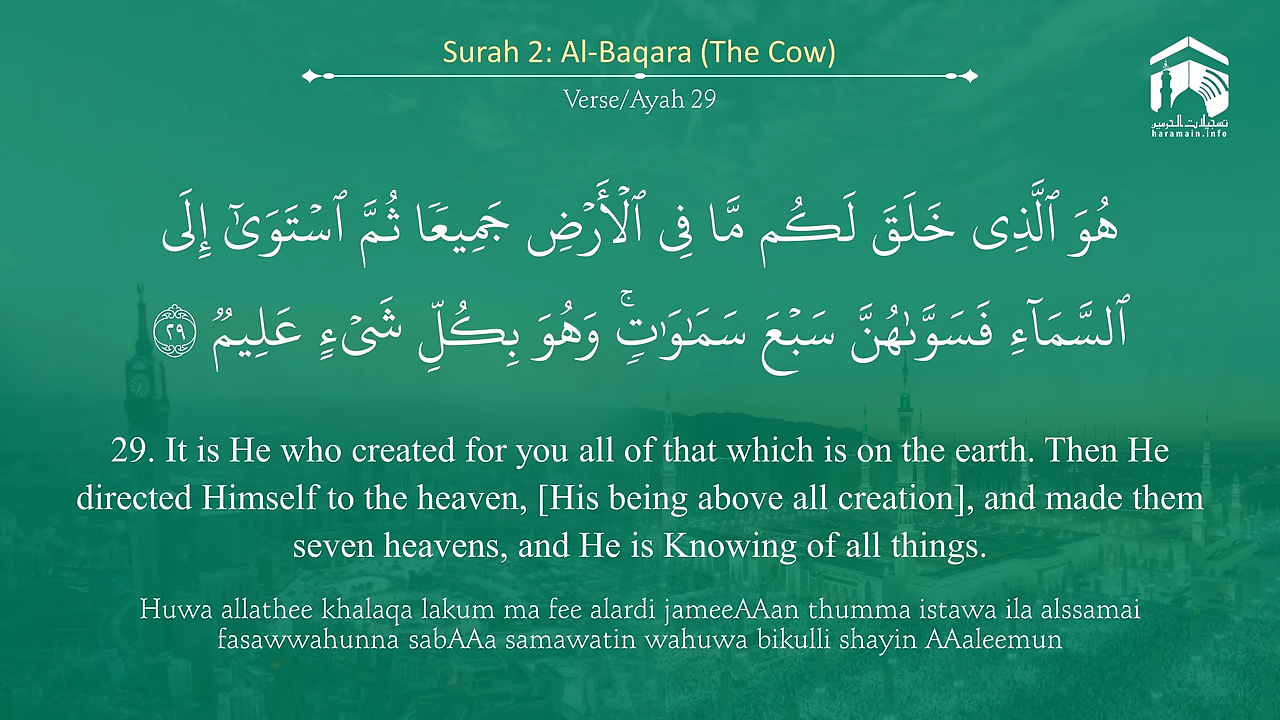 Surah 2: Al-Baqara (The Cow)
Verse/Ayah 29
تسجيلات الحرمين
haramain.info
هُوَ ٱلَّذِى خَلَقَ لَكُم مَّا فِى ٱلْأَرْضِ جَمِيعًا ثُمَّ ٱسْتَوَىٰٓ إِلَى
ٱلسَّمَآءِ فَسَوَّىٰهُنَّ سَبْعَ سَمَـٰوَٰتٍ ۚ وَهُوَ بِكُلِّ شَىْءٍ عَلِيمٌ ٢٩
29. It is He who created for you all of that which is on the earth. Then He
directed Himself to the heaven, [His being above all creation], and made them
seven heavens, and He is Knowing of all things.
Huwa allathee khalaqa lakum ma fee alardi jameeAAan thumma istawa ila alssamai
fasawwahunna sabAAa samawatin wahuwa bikulli shayin AAaleemun